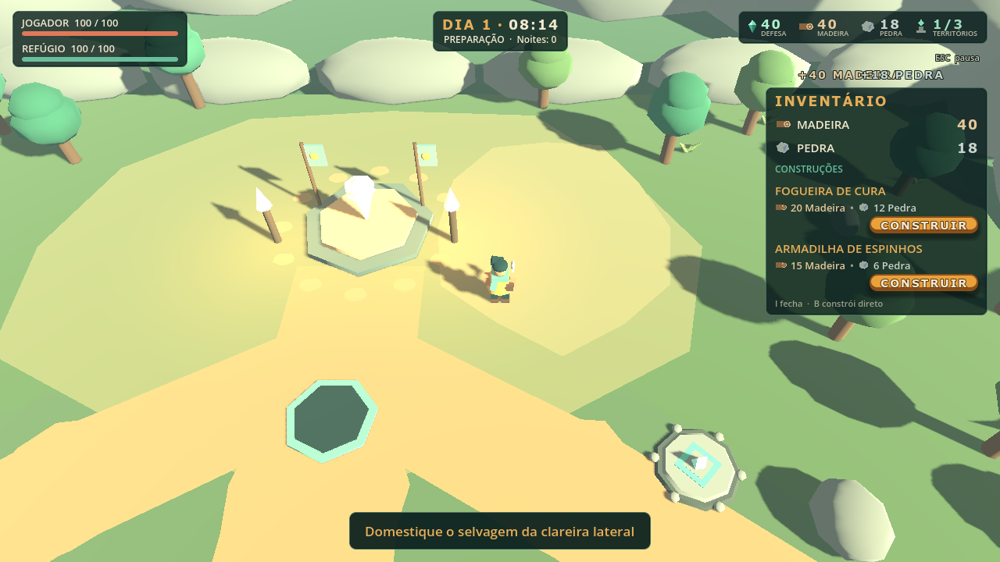 JOGADOR 100 / 100
REFÚGIO 100 / 100
DIA 1 · 08:14
PREPARAÇÃO · Noites: 0
40 DEFESA
40 MADEIRA
18 PEDRA
1/3 TERRITÓRIOS
ESC pausa
+40 MADEIRA
+18 PEDRA
INVENTÁRIO
MADEIRA 40
PEDRA 18
CONSTRUÇÕES
FOGUEIRA DE CURA
20 Madeira • 12 Pedra
CONSTRUIR
ARMADILHA DE ESPINHOS
15 Madeira • 6 Pedra
CONSTRUIR
I fecha · B constrói direto
Domestique o selvagem da clareira lateral